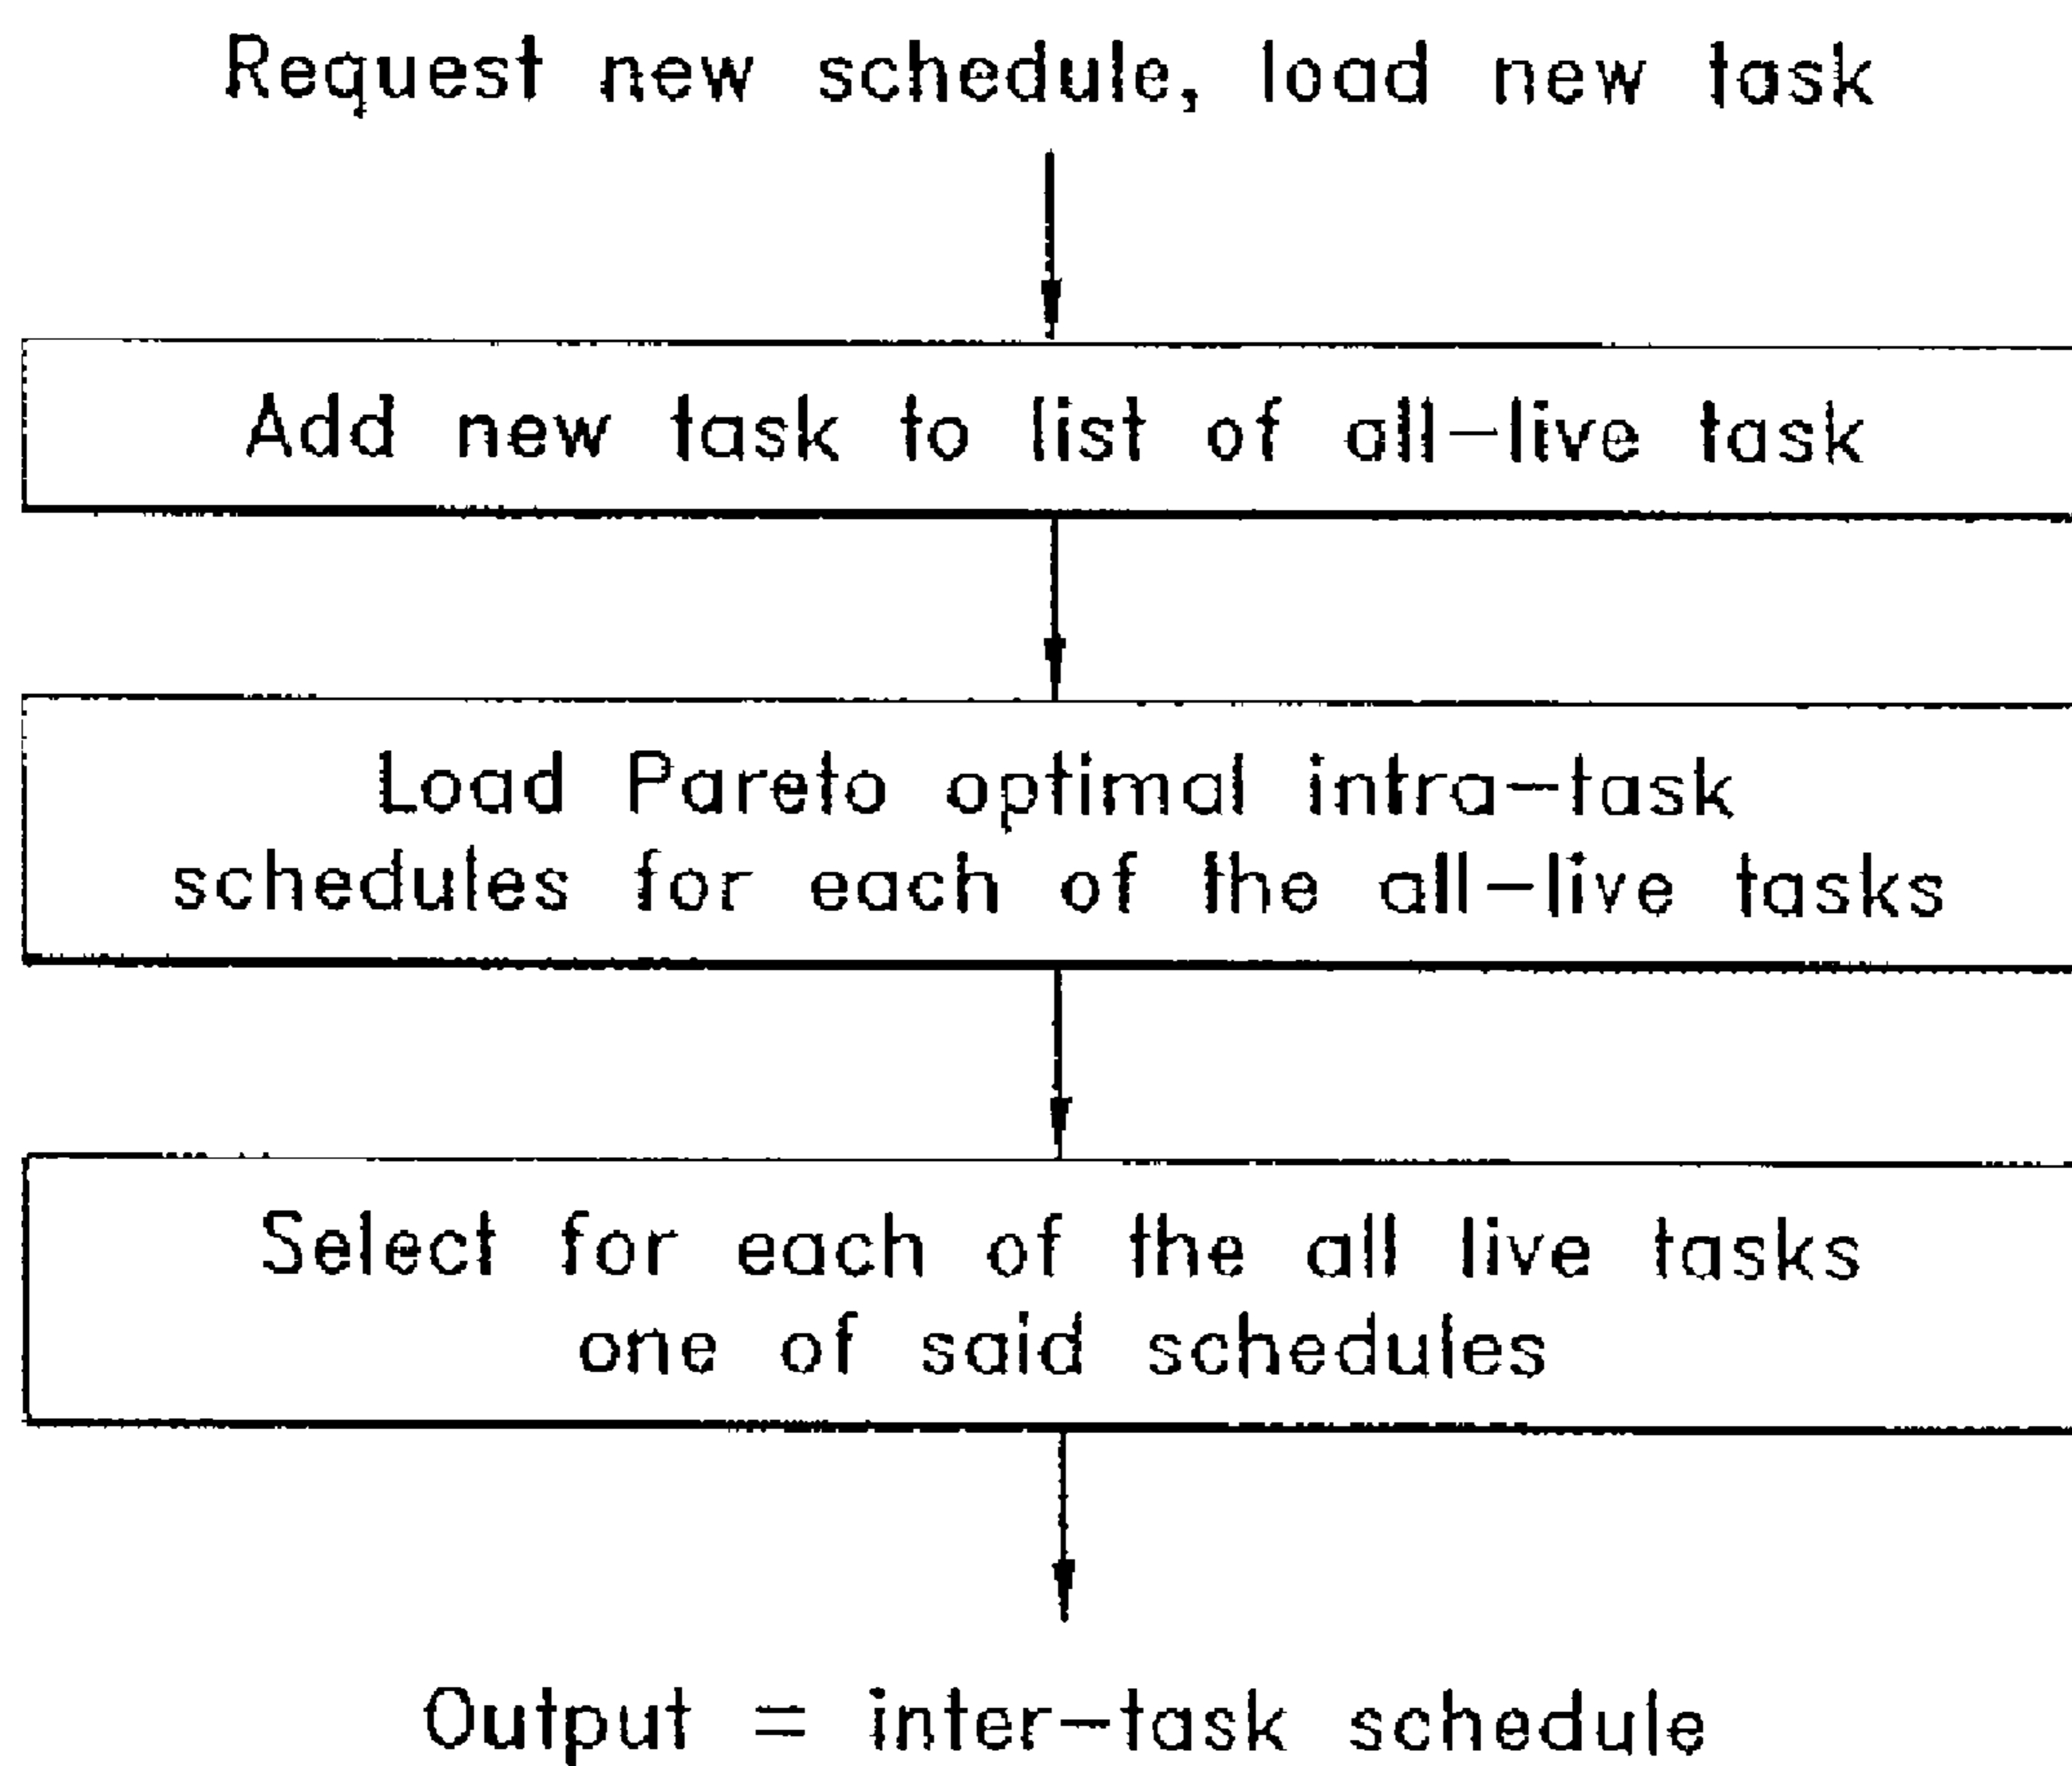 Request new schedule, load new task
Add new task to list of all-live task
Load Pareto optimal intra-task
schedules for each of the all-live tasks
Select for each of the all live tasks
one of said schedules
Output = inter-task schedule